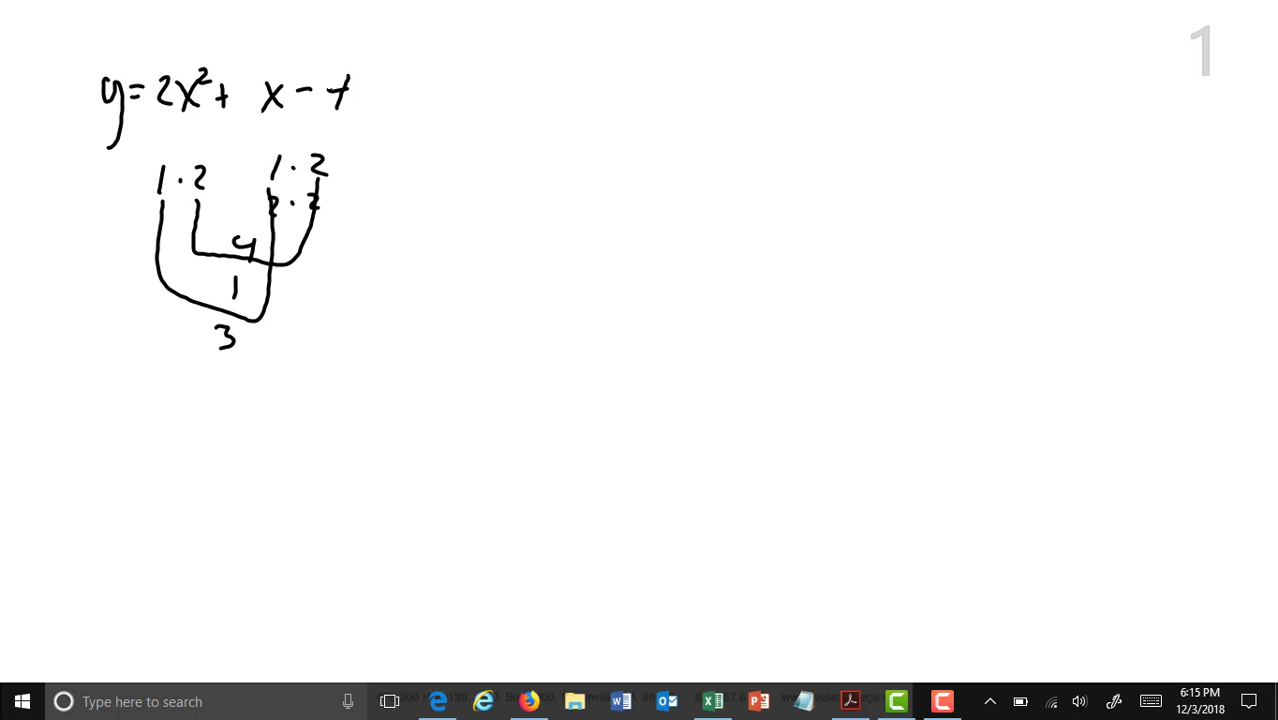 1
y=2x²+ x-
1·2 1·2
2·2
4
1
3
Type here to search
6:15 PM
12/3/2018